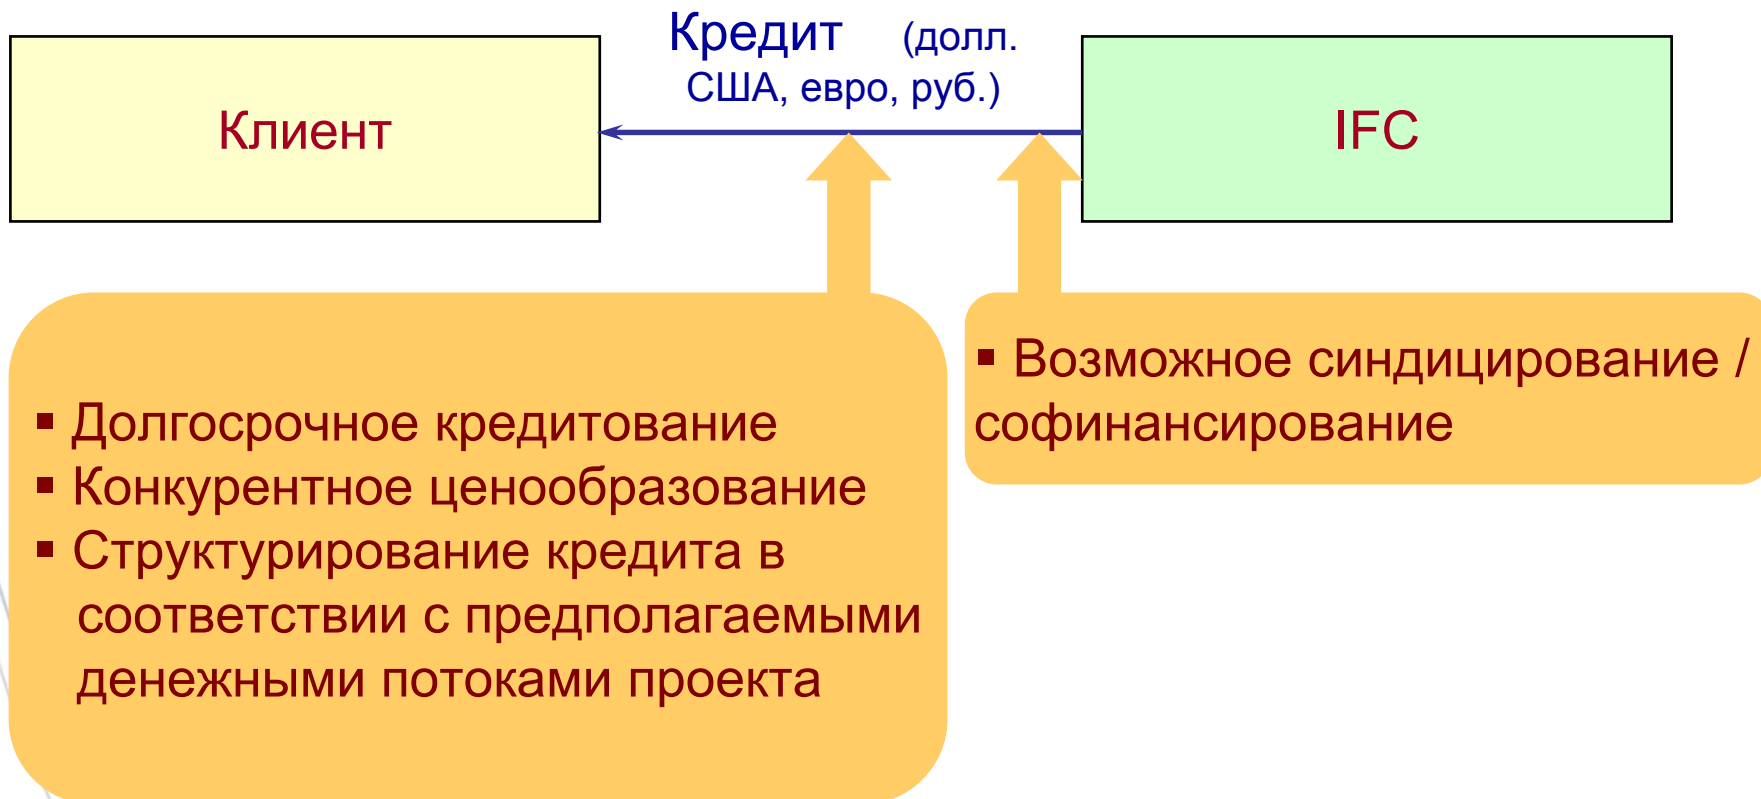 Кредит (долл.
США, евро, руб.)
Клиент
IFC
▪ Долгосрочное кредитование
▪ Конкурентное ценообразование
▪ Структурирование кредита в
соответствии с предполагаемыми
денежными потоками проекта
▪ Возможное синдицирование /
софинансирование